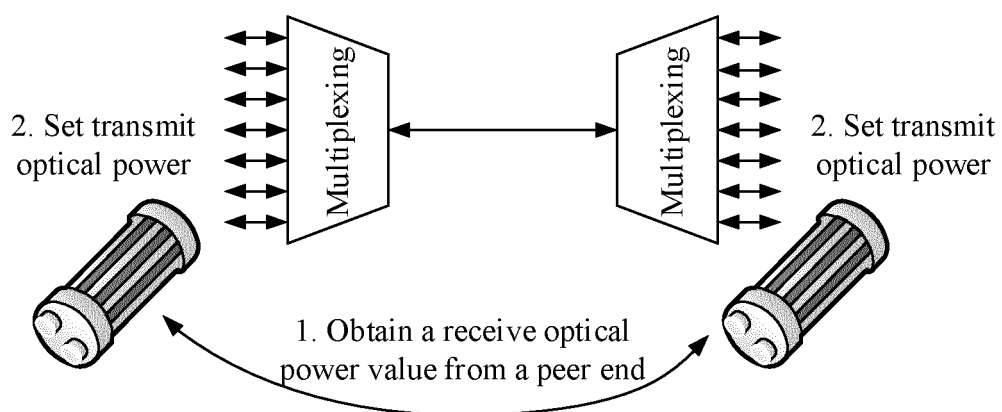 Multiplexing
Multiplexing
2. Set transmit
optical power
2. Set transmit
optical power
1. Obtain a receive optical
power value from a peer end